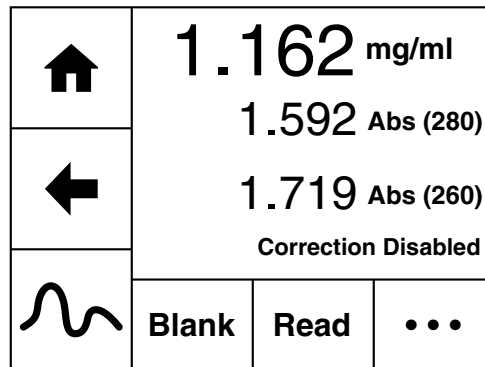 1.162 mg/ml
1.592 Abs (280)
1.719 Abs (260)
Correction Disabled
Blank Read •••